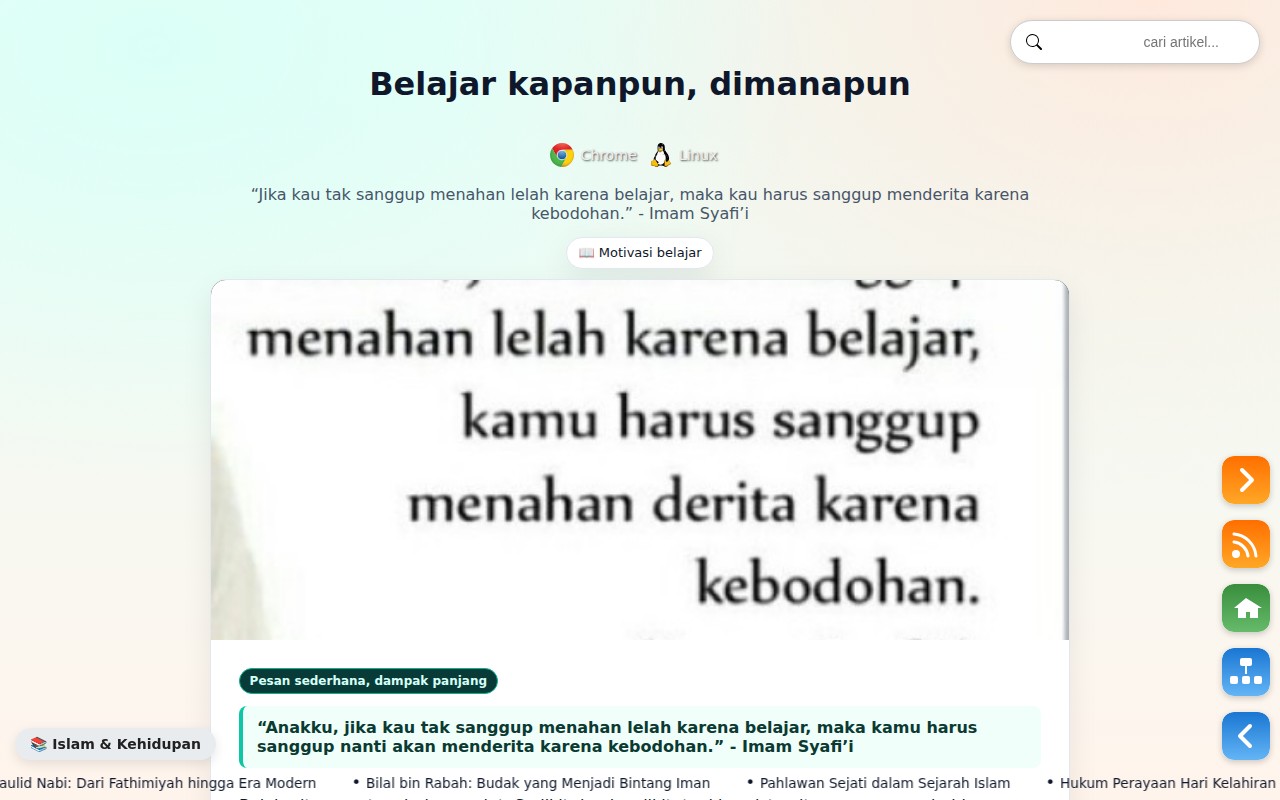 cari artikel...
Belajar kapanpun, dimanapun
Chrome Linux
“Jika kau tak sanggup menahan lelah karena belajar, maka kau harus sanggup menderita karena
kebodohan.” - Imam Syafi’i
📖 Motivasi belajar
menahan lelah karena belajar,
kamu harus sanggup
menahan derita karena
kebodohan.
Pesan sederhana, dampak panjang
“Anakku, jika kau tak sanggup menahan lelah karena belajar, maka kamu harus
sanggup nanti akan menderita karena kebodohan.” - Imam Syafi’i
📚 Islam & Kehidupan
aulid Nabi: Dari Fathimiyah hingga Era Modern • Bilal bin Rabah: Budak yang Menjadi Bintang Iman • Pahlawan Sejati dalam Sejarah Islam • Hukum Perayaan Hari Kelahiran